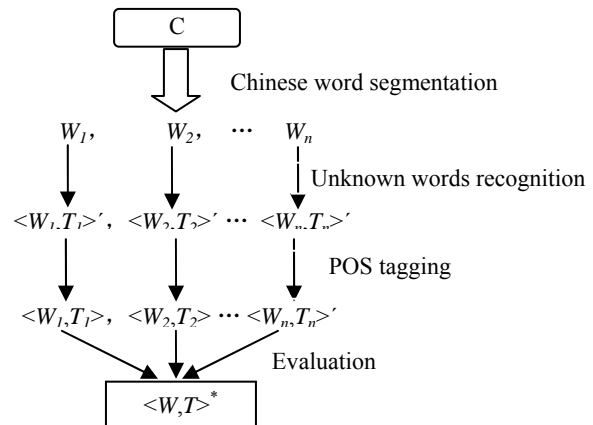 C
Chinese word segmentation
W1, W2, … Wn
Unknown words recognition
<W1,T1>′, <W2,T2>′ … <Wn,Tn>′
POS tagging
<W1,T1>, <W2,T2> … <Wn,Tn>′
Evaluation
<W,T>*